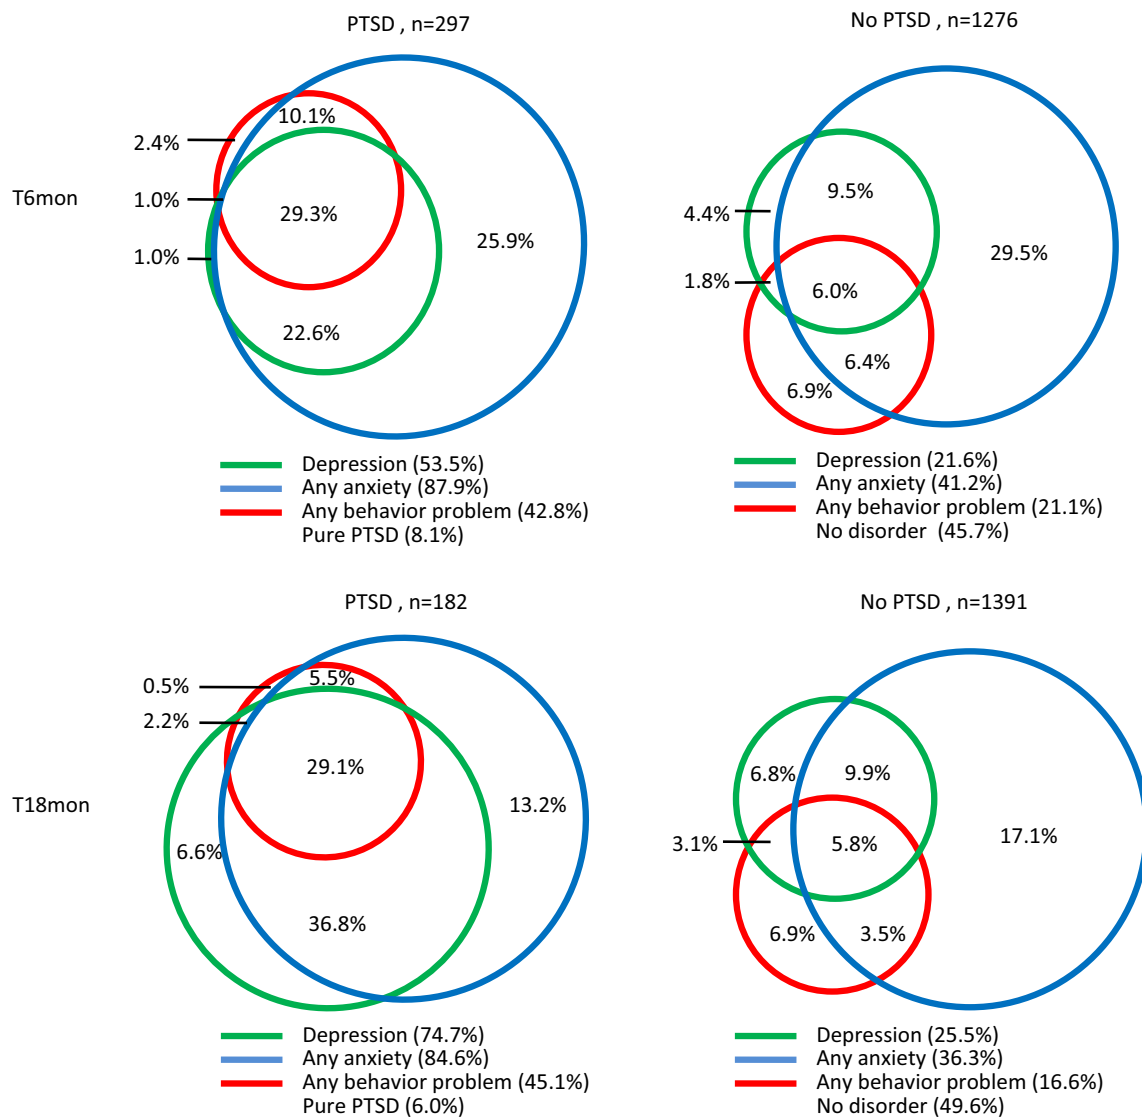 PTSD , n=297
No PTSD , n=1276
T6mon
10.1%
2.4%
1.0%
29.3%
25.9%
1.0%
22.6%
9.5%
4.4%
29.5%
1.8%
6.0%
6.4%
6.9%
Depression (53.5%)
Any anxiety (87.9%)
Any behavior problem (42.8%)
Pure PTSD (8.1%)
Depression (21.6%)
Any anxiety (41.2%)
Any behavior problem (21.1%)
No disorder (45.7%)
PTSD , n=182
No PTSD , n=1391
T18mon
5.5%
0.5%
2.2%
29.1%
13.2%
6.6%
36.8%
6.8%
9.9%
3.1%
5.8%
17.1%
6.9%
3.5%
Depression (74.7%)
Any anxiety (84.6%)
Any behavior problem (45.1%)
Pure PTSD (6.0%)
Depression (25.5%)
Any anxiety (36.3%)
Any behavior problem (16.6%)
No disorder (49.6%)